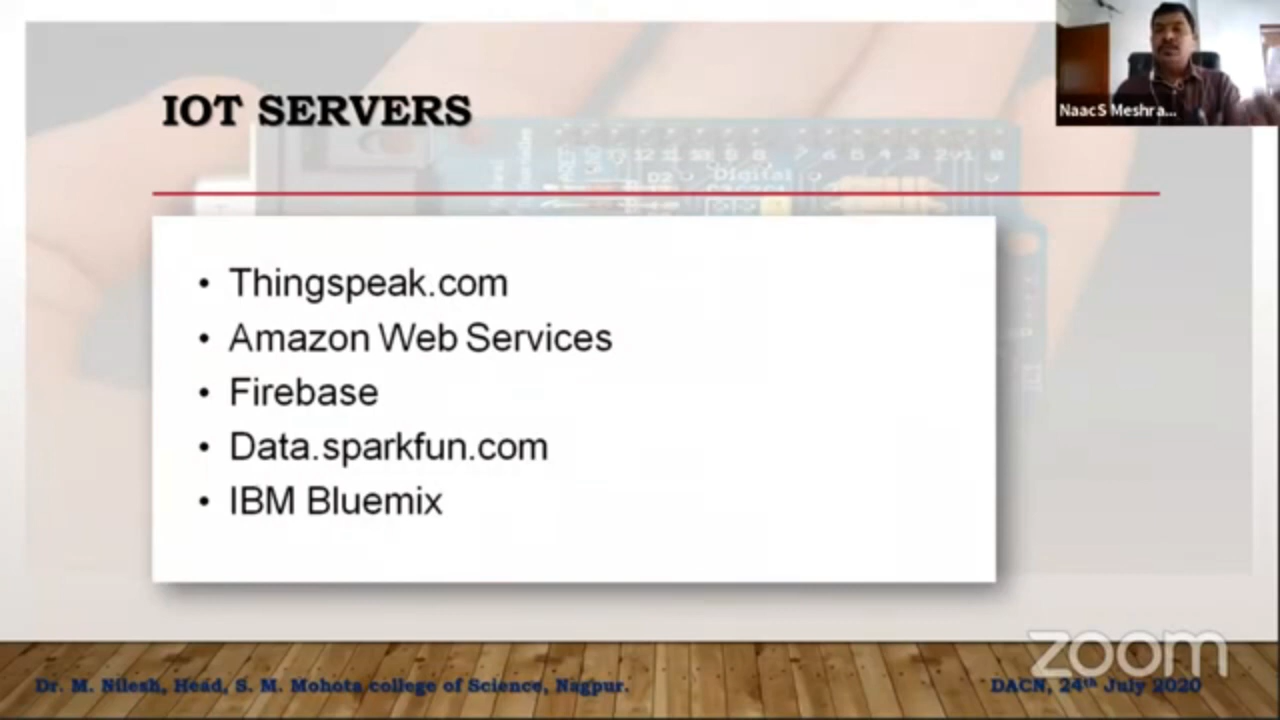 IOT SERVERS
NaacS Meshra...
• Thingspeak.com
• Amazon Web Services
• Firebase
• Data.sparkfun.com
• IBM Bluemix
zoom
Dr. M. Nilesh, Head, S. M. Mohota college of Science, Nagpur.
DACN, 24th July 2020